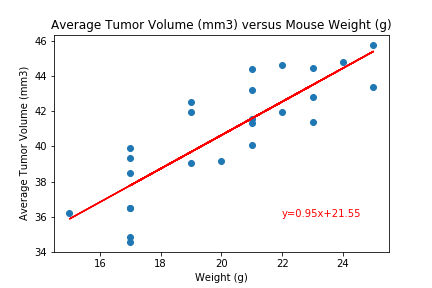 Average Tumor Volume (mm3) versus Mouse Weight (g)
46
44
42
40
38
36
34
Average Tumor Volume (mm3)
y=0.95x+21.55
16 18 20 22 24
Weight (g)